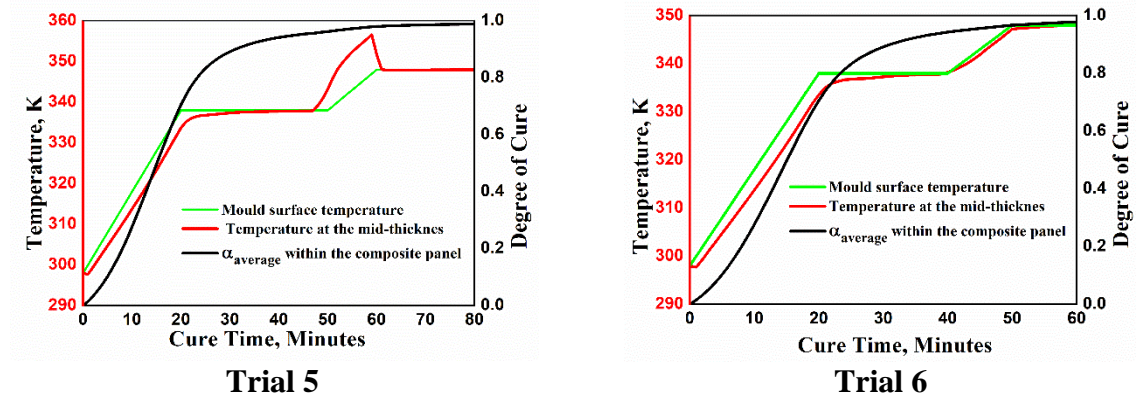 360
350
340
330
320
310
300
290
Temperature, K
1.0
0.8
0.6
0.4
0.2
0.0
Degree of Cure
Mould surface temperature
Temperature at the mid-thicknes
α average within the composite panel
0 10 20 30 40 50 60 70 80
Cure Time, Minutes
Trial 5
350
340
330
320
310
300
290
Temperature, K
1.0
0.8
0.6
0.4
0.2
0.0
Degree of Cure
Mould surface temperature
Temperature at the mid-thicknes
α average within the composite panel
0 10 20 30 40 50 60
Cure Time, Minutes
Trial 6